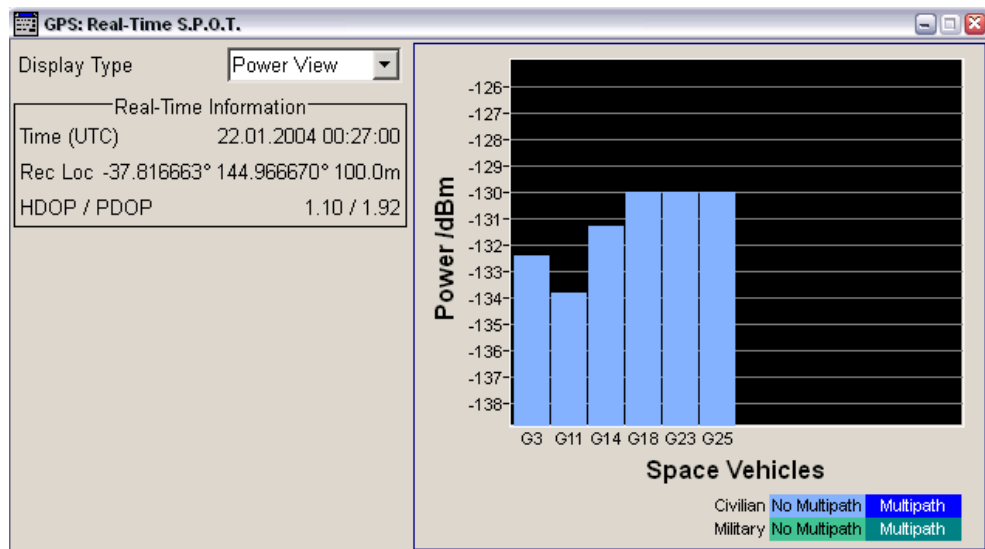 GPS: Real-Time S.P.O.T.
Display Type Power View
Real-Time Information
Time (UTC) 22.01.2004 00:27:00
Rec Loc -37.816663° 144.966670° 100.0m
HDOP / PDOP 1.10 / 1.92
Power /dBm
-126
-127
-128
-129
-130
-131
-132
-133
-134
-135
-136
-137
-138
G3 G11 G14 G18 G23 G25
Space Vehicles
Civilian No Multipath Multipath
Military No Multipath Multipath